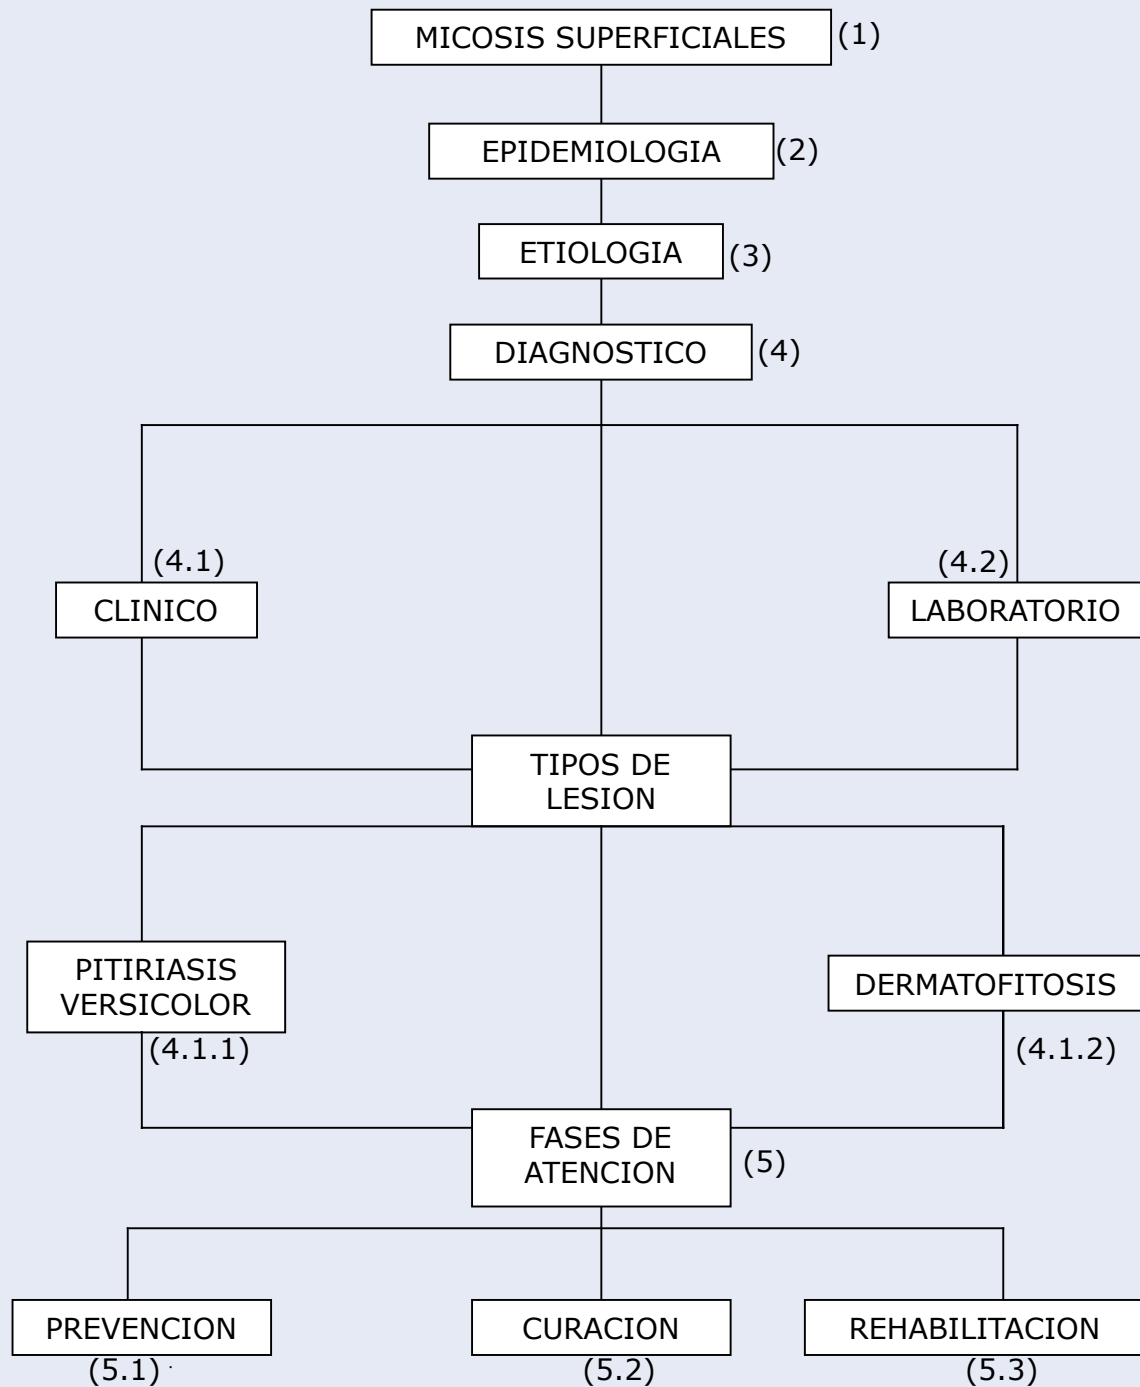 MICOSIS SUPERFICIALES (1)
EPIDEMIOLOGIA (2)
ETIOLOGIA (3)
DIAGNOSTICO (4)
(4.1) (4.2)
CLINICO LABORATORIO
TIPOS DE
LESION
PITIRIASIS
VERSICOLOR
(4.1.1)
DERMATOFITOSIS
(4.1.2)
FASES DE
ATENCION
(5)
PREVENCION CURACION REHABILITACION
(5.1) . (5.2) (5.3)